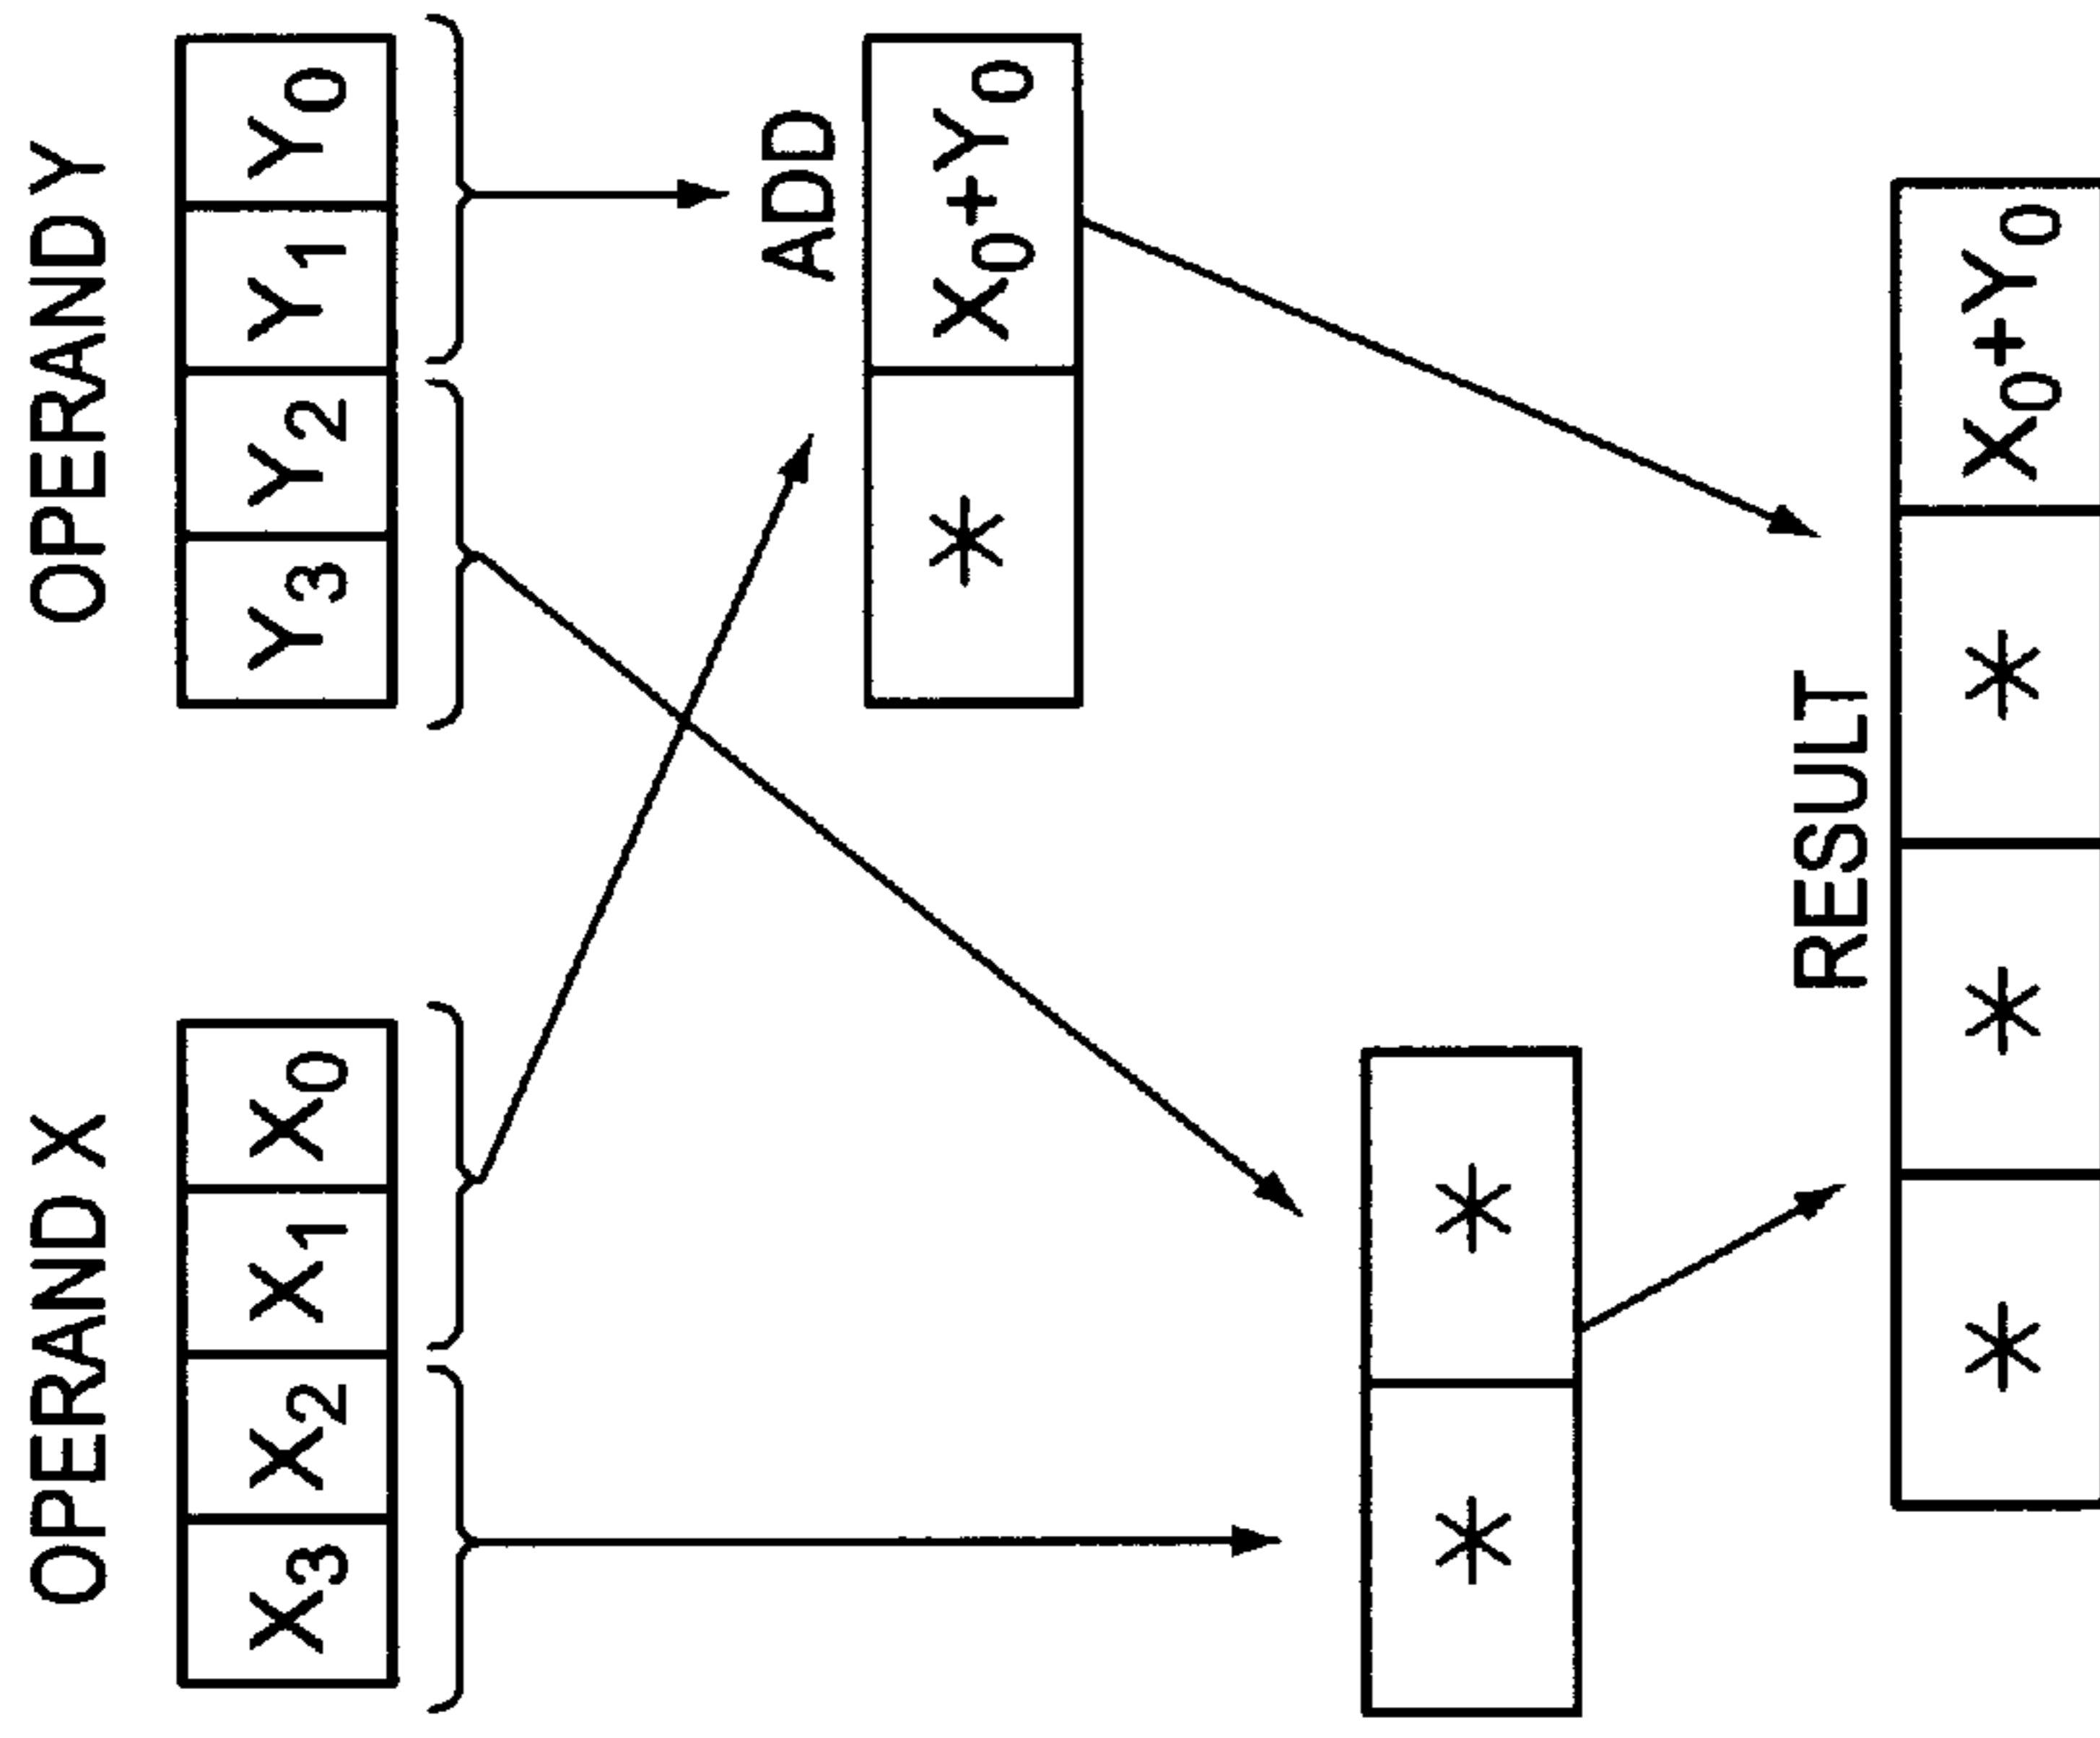 OPERAND X OPERAND Y
X₃ X₂ X₁ X₀ Y₃ Y₂ Y₁ Y₀
ADD
* X₀+Y₀
* *
RESULT
* * * X₀+Y₀